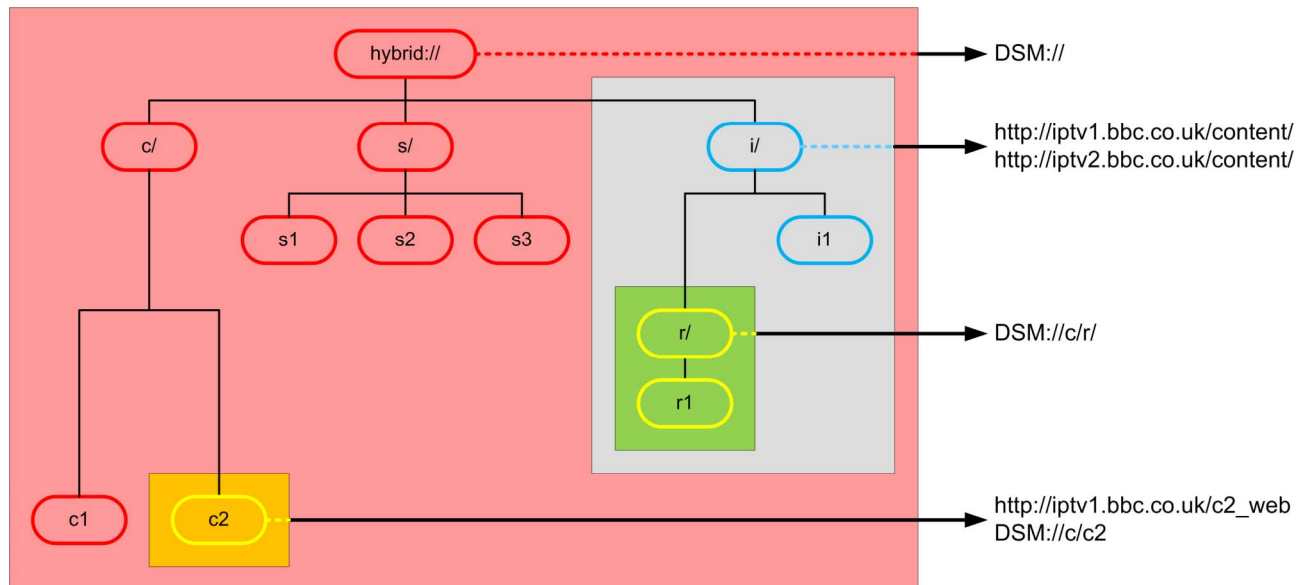 hybrid://
DSM://
c/
s/
i/
http://iptv1.bbc.co.uk/content/
http://iptv2.bbc.co.uk/content/
s1
s2
s3
i1
r/
DSM://c/r/
r1
c1
c2
http://iptv1.bbc.co.uk/c2_web
DSM://c/c2